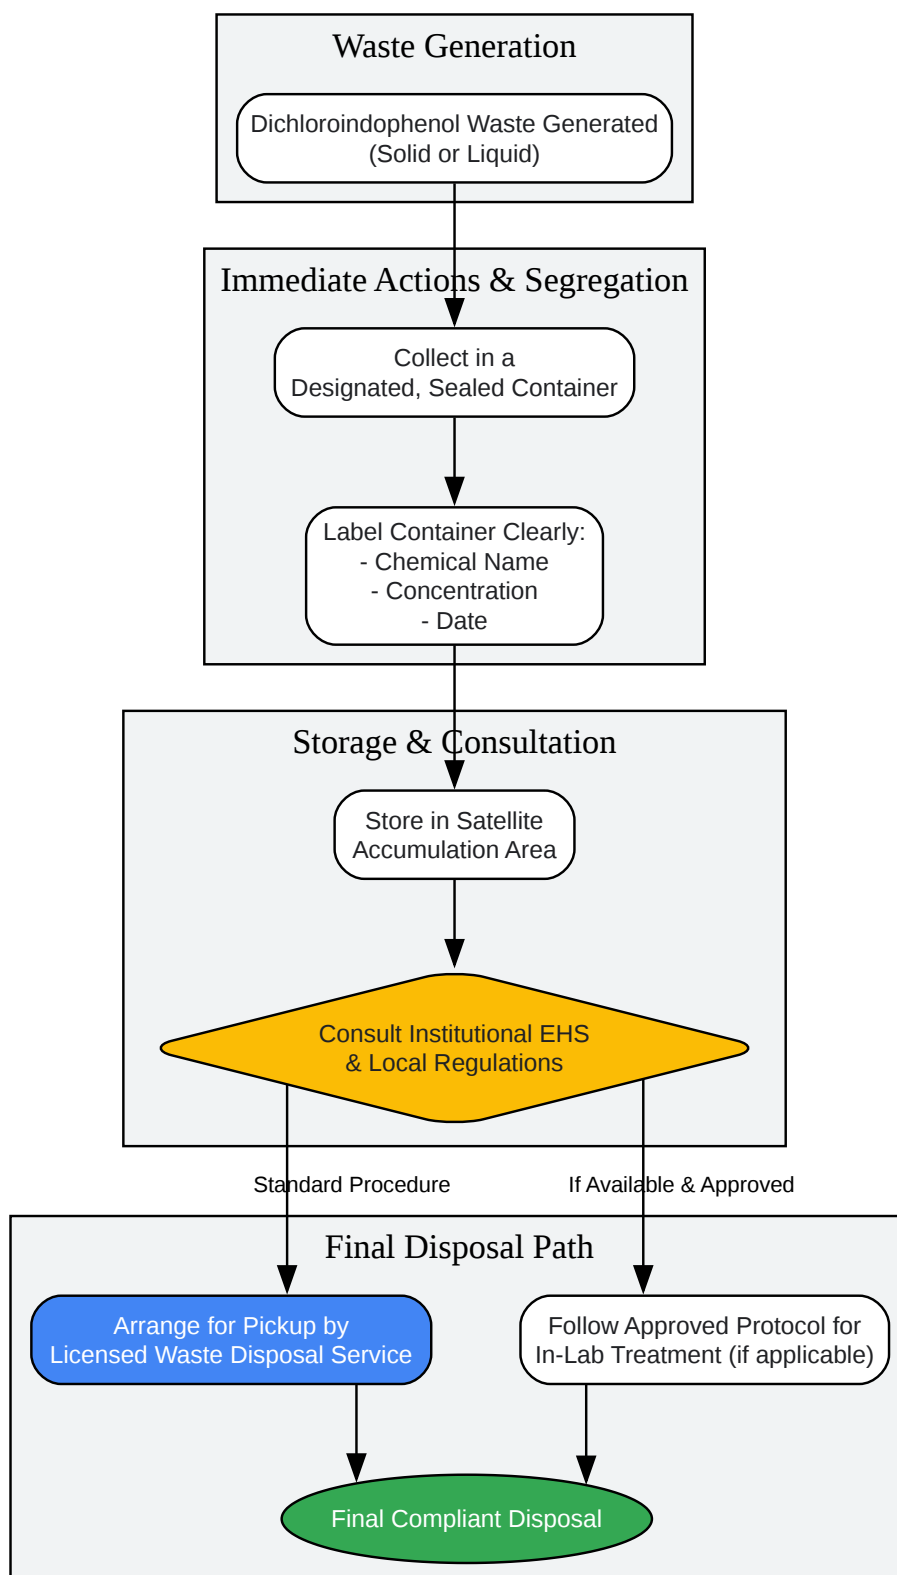 Waste Generation
Dichloroindophenol Waste Generated
(Solid or Liquid)
Immediate Actions & Segregation
Collect in a
Designated, Sealed Container
Label Container Clearly:
- Chemical Name
- Concentration
- Date
Storage & Consultation
Store in Satellite
Accumulation Area
Consult Institutional EHS
& Local Regulations
Standard Procedure
If Available & Approved
Final Disposal Path
Arrange for Pickup by
Licensed Waste Disposal Service
Follow Approved Protocol for
In-Lab Treatment (if applicable)
Final Compliant Disposal